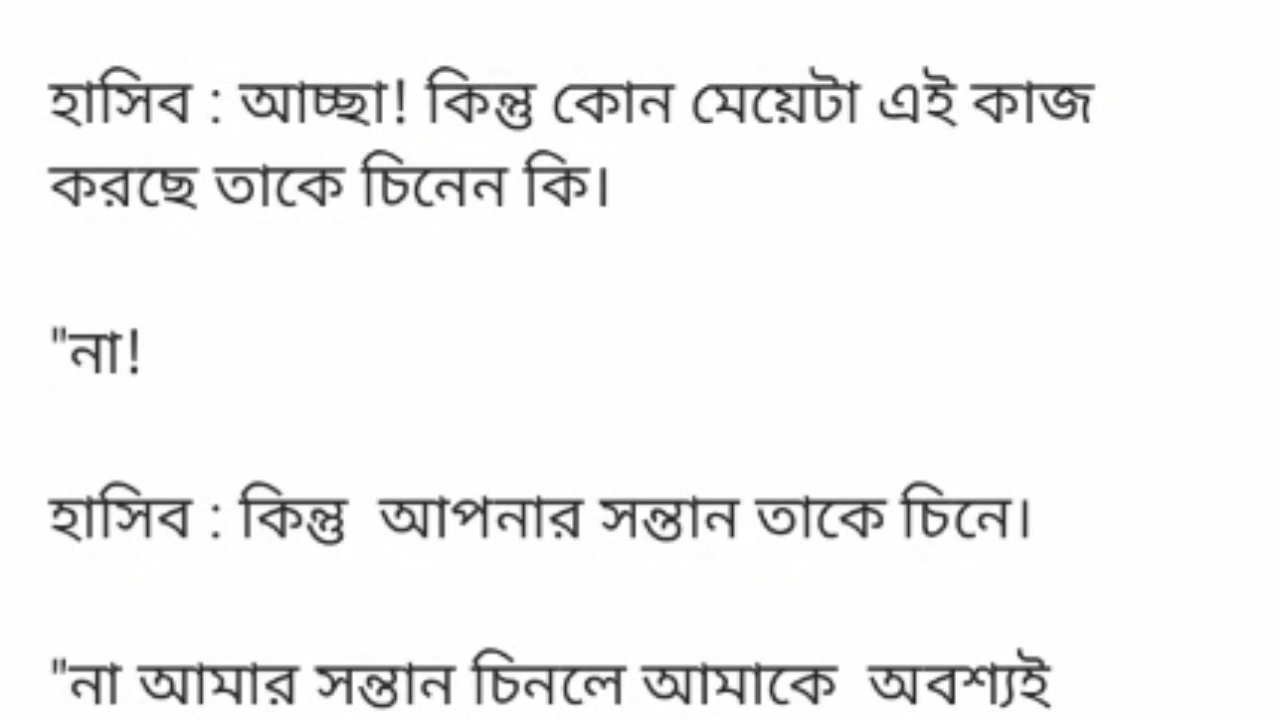 হাসিব : আচ্ছা! কিন্তু কোন মেয়েটা এই কাজ
করছে তাকে চিনেন কি।
"না!
হাসিব : কিন্তু  আপনার সন্তান তাকে চিনে।
"না আমার সন্তান চিনলে আমাকে  অবশ্যই